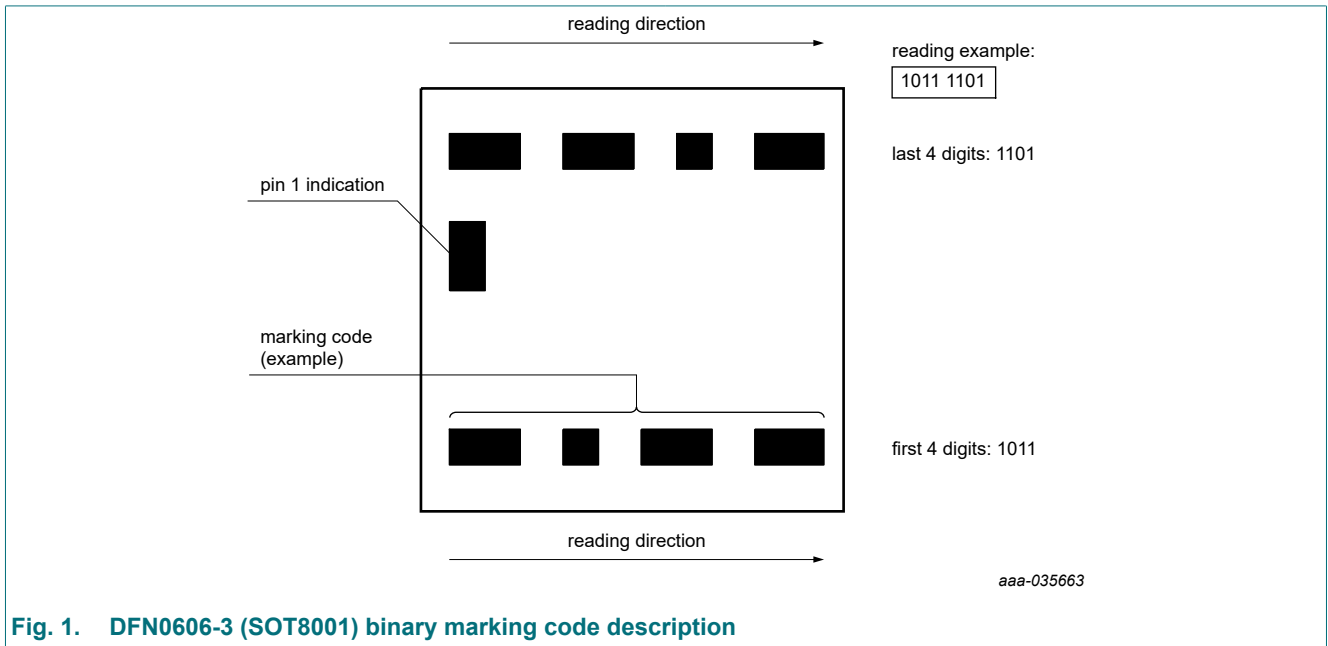 reading direction
reading example:
1011 1101
last 4 digits: 1101
pin 1 indication
marking code
(example)
first 4 digits: 1011
reading direction
aaa-035663
Fig. 1. DFN0606-3 (SOT8001) binary marking code description